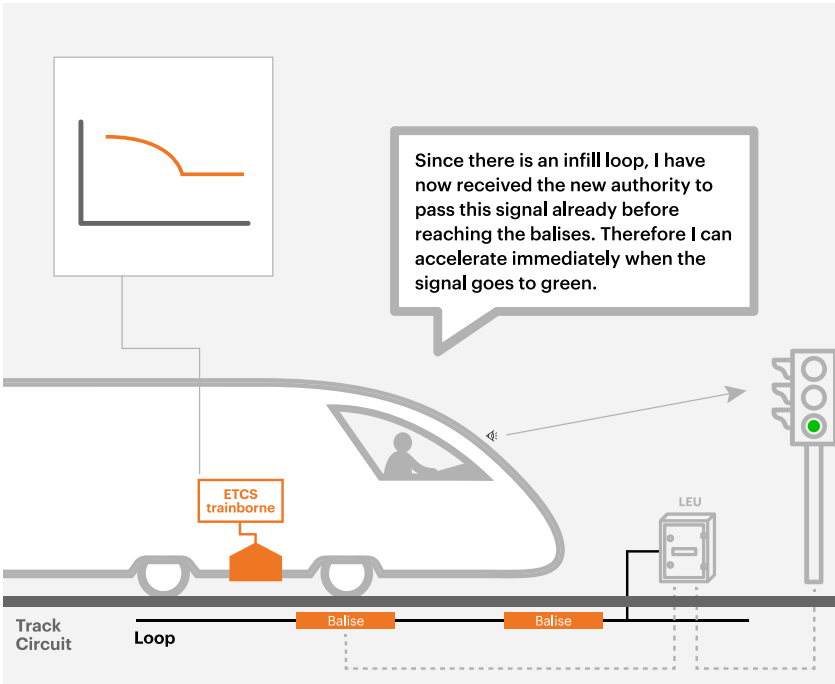 Since there is an infill loop, I have
now received the new authority to
pass this signal already before
reaching the balises. Therefore I can
accelerate immediately when the
signal goes to green.
ETCS
trainborne
LEU
Balise
Balise
Track
Circuit
Loop